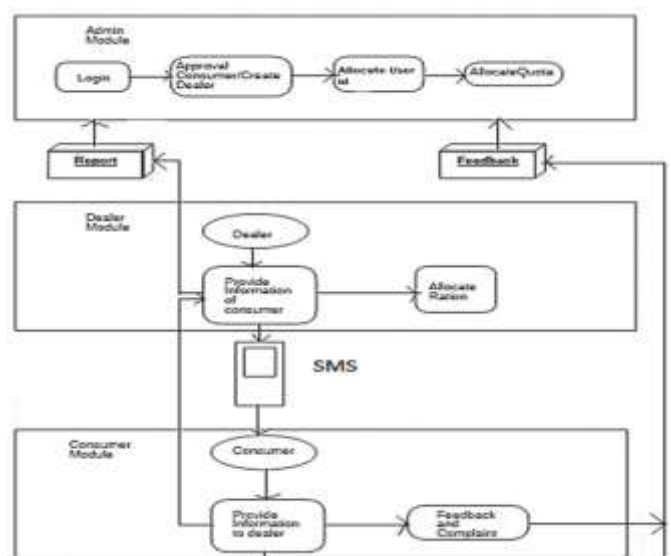 Admin
Module
Login
Approval
Consumer/Create
Dealer
Allocate User
id
AllocateQuota
Report
Feedback
Dealer
Module
Dealer
Provide
Information
of
consumer
Allocate
Ration
SMS
Consumer
Module
Consumer
Provide
Information
to dealer
Feedback
and
Complaint